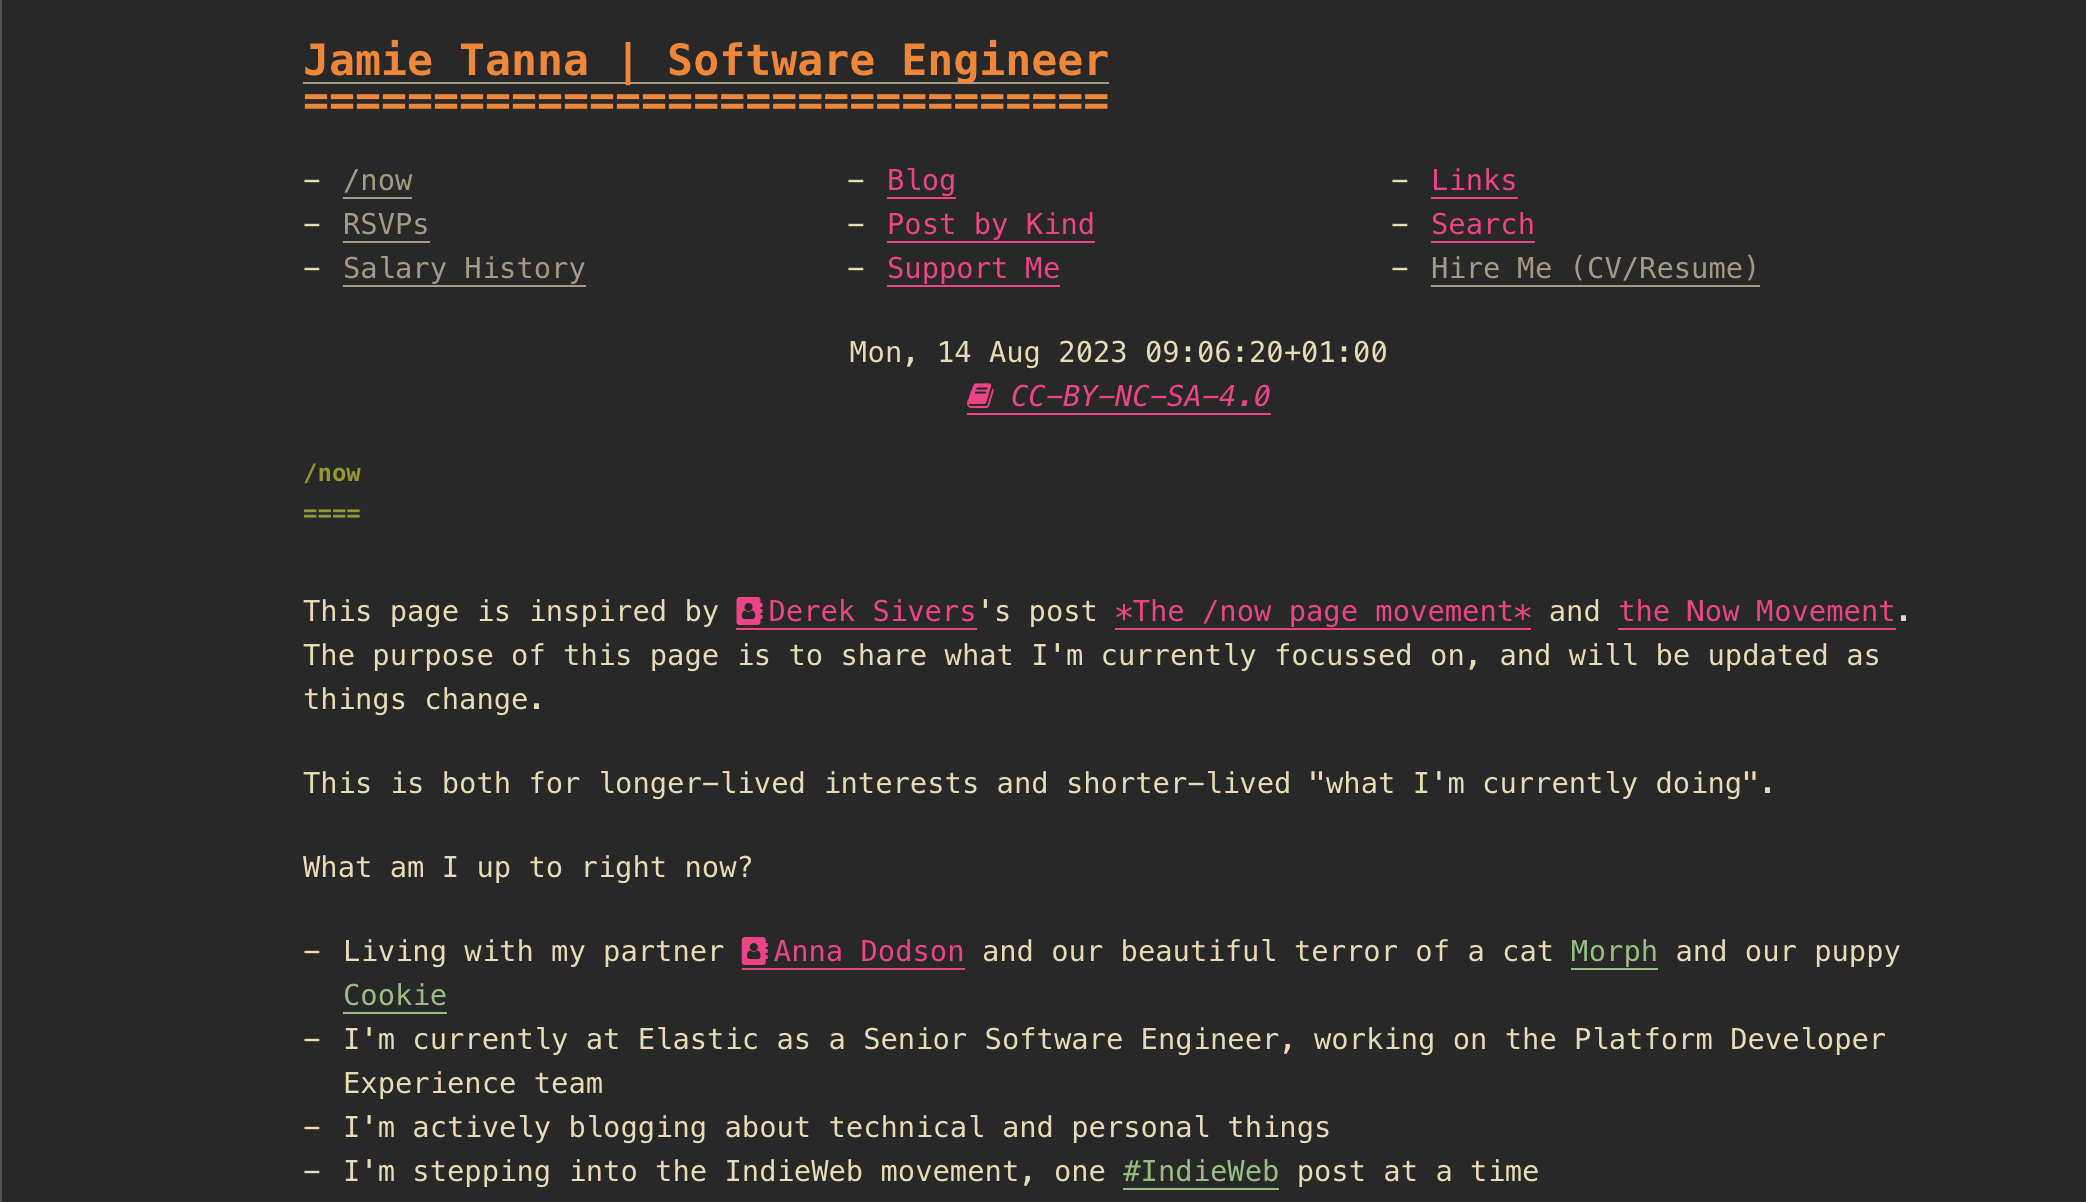 Jamie Tanna | Software Engineer
===============================
– /now
– RSVPs
– Salary History
– Blog
– Post by Kind
– Support Me
– Links
– Search
– Hire Me (CV/Resume)
Mon, 14 Aug 2023 09:06:20+01:00
CC-BY-NC-SA-4.0
/now
====
This page is inspired by Derek Sivers's post *The /now page movement* and the Now Movement.
The purpose of this page is to share what I'm currently focussed on, and will be updated as
things change.
This is both for longer-lived interests and shorter-lived "what I'm currently doing".
What am I up to right now?
– Living with my partner Anna Dodson and our beautiful terror of a cat Morph and our puppy
Cookie
– I'm currently at Elastic as a Senior Software Engineer, working on the Platform Developer
Experience team
– I'm actively blogging about technical and personal things
– I'm stepping into the IndieWeb movement, one #IndieWeb post at a time